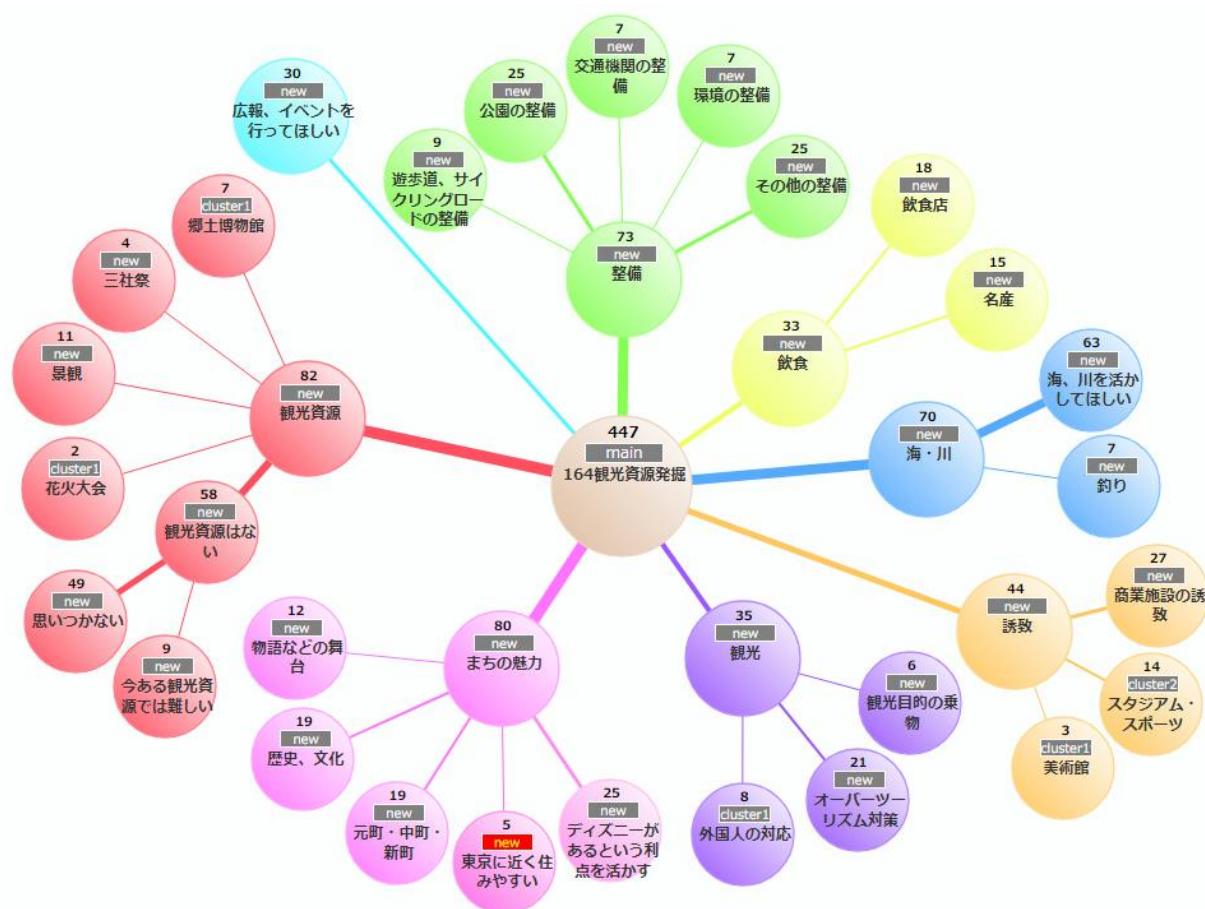 30
new
広報、イベントを
行ってほしい
73
new
整備
9
new
遊歩道、サイ
クリングロー
ドの整備
25
new
公園の整備
7
new
交通機関の整
備
7
new
環境の整備
25
new
その他の整備
33
new
飲食
18
new
飲食店
15
new
名産
447
main
164観光資源発掘
82
new
観光資源
7
cluster1
郷土博物館
4
new
三社祭
11
new
景観
2
cluster1
花火大会
58
new
観光資源はな
い
49
new
思いつかない
9
new
今ある観光資
源では難しい
70
new
海・川
63
new
海、川を活か
してほしい
7
new
釣り
44
new
誘致
27
new
商業施設の誘
致
14
cluster2
スタジアム・
スポーツ
3
cluster1
美術館
35
new
観光
6
new
観光目的の乗
物
21
new
オーバーツー
リズム対策
8
cluster1
外国人の対応
80
new
まちの魅力
12
new
物語などの舞
台
19
new
歴史、文化
19
new
元町・中町・
新町
5
new
東京に近く住
みやすい
25
new
ディズニーが
あるという利
点を活かす